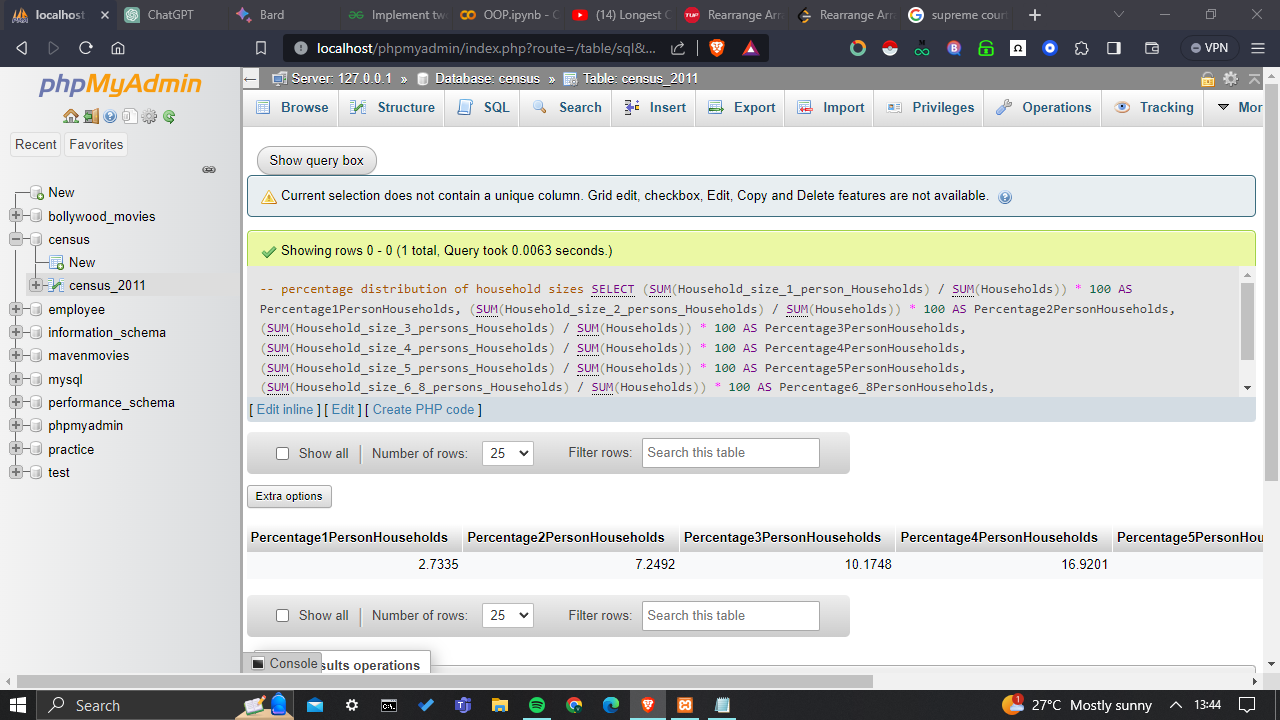 localhost
ChatGPT
Bard
Implement tw
OOP.ipynb - C
(14) Longest C
Rearrange Arr
Rearrange Arr
supreme cour
localhost/phpmyadmin/index.php?route=/table/sql&...
VPN
phpMyAdmin
Recent
Favorites
New
bollywood_movies
census
New
census_2011
employee
information_schema
mavenmovies
mysql
performance_schema
phpmyadmin
practice
test
Server: 127.0.0.1 » Database: census » Table: census_2011
Browse Structure SQL Search Insert Export Import Privileges Operations Tracking Mor
Show query box
Current selection does not contain a unique column. Grid edit, checkbox, Edit, Copy and Delete features are not available.
Showing rows 0 - 0 (1 total, Query took 0.0063 seconds.)
-- percentage distribution of household sizes SELECT (SUM(Household_size_1_person_Households) / SUM(Households)) * 100 AS
Percentage1PersonHouseholds, (SUM(Household_size_2_persons_Households) / SUM(Households)) * 100 AS Percentage2PersonHouseholds,
(SUM(Household_size_3_persons_Households) / SUM(Households)) * 100 AS Percentage3PersonHouseholds,
(SUM(Household_size_4_persons_Households) / SUM(Households)) * 100 AS Percentage4PersonHouseholds,
(SUM(Household_size_5_persons_Households) / SUM(Households)) * 100 AS Percentage5PersonHouseholds,
(SUM(Household_size_6_8_persons_Households) / SUM(Households)) * 100 AS Percentage6_8PersonHouseholds,
[ Edit inline ] [ Edit ] [ Create PHP code ]
Show all Number of rows: 25 Filter rows: Search this table
Extra options
Percentage1PersonHouseholds Percentage2PersonHouseholds Percentage3PersonHouseholds Percentage4PersonHouseholds Percentage5PersonHou
2.7335 7.2492 10.1748 16.9201
Show all Number of rows: 25 Filter rows: Search this table
Console
sults operations
Search
27°C Mostly sunny
13:44